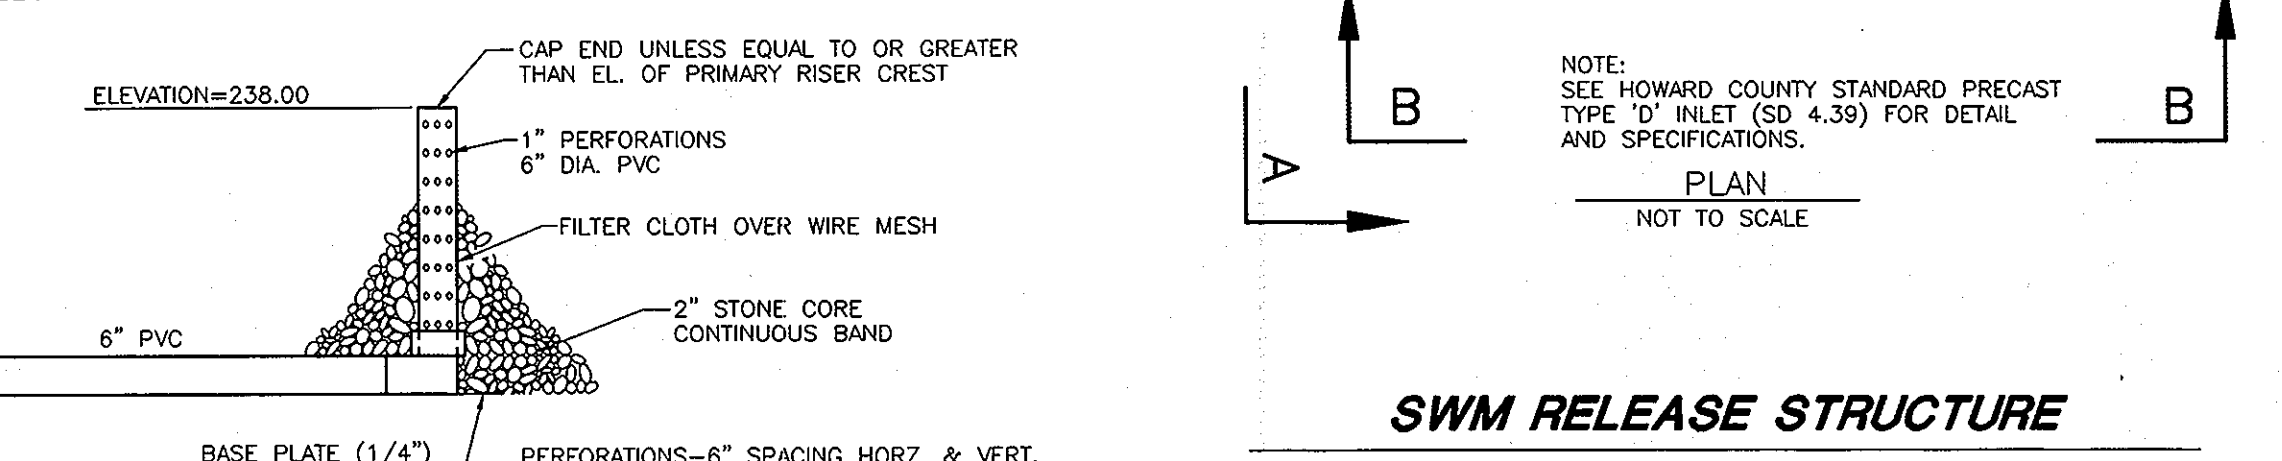 CAP END UNLESS EQUAL TO OR GREATER
THAN EL. OF PRIMARY RISER CREST
ELEVATION=238.00
1" PERFORATIONS
6" DIA. PVC
FILTER CLOTH OVER WIRE MESH
2" STONE CORE
CONTINUOUS BAND
6" PVC
BASE PLATE (1/4")
PERFORATIONS-6" SPACING HORZ. & VERT.
B
B
A
NOTE:
SEE HOWARD COUNTY STANDARD PRECAST
TYPE 'D' INLET (SD 4.39) FOR DETAIL
AND SPECIFICATIONS.
PLAN
NOT TO SCALE
SWM RELEASE STRUCTURE